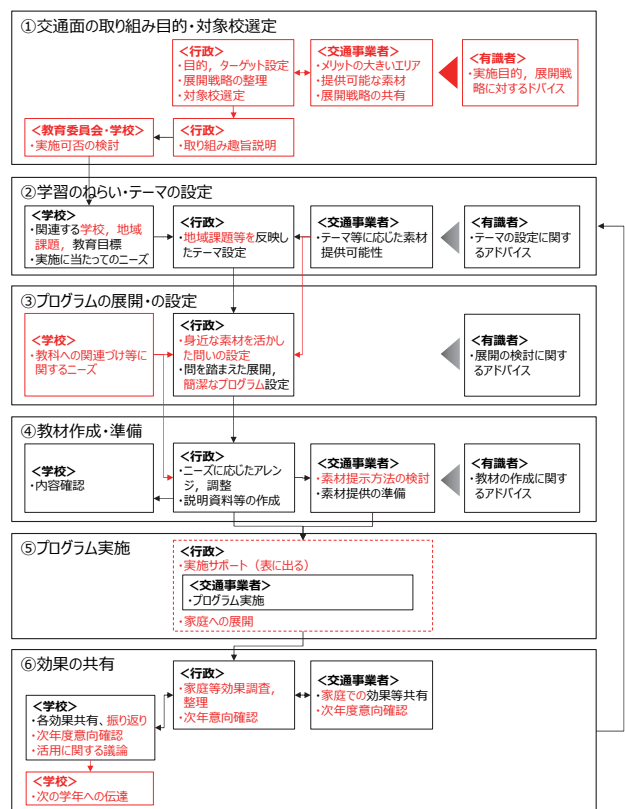 ①交通面の取り組み目的・対象校選定
<行政>
・目的，ターゲット設定
・展開戦略の整理
・対象校選定
<交通事業者>
・メリットの大きいエリア
・提供可能な素材
・展開戦略の共有
<有識者>
・実施目的，展開戦
略に対するドバイス
<教育委員会・学校>
・実施可否の検討
<行政>
・取り組み趣旨説明
②学習のねらい・テーマの設定
<学校>
・関連する学校，地域
課題，教育目標
・実施に当たってのニーズ
<行政>
・地域課題等を反映し
たテーマ設定
<交通事業者>
・テーマ等に応じた素材
提供可能性
<有識者>
・テーマの設定に関す
るアドバイス
③プログラムの展開・の設定
<学校>
・教科への関連づけ等に
関するニーズ
<行政>
・身近な素材を活かし
た問いの設定
・問を踏まえた展開，
簡潔なプログラム設定
<有識者>
・展開の検討に関す
るアドバイス
④教材作成・準備
<学校>
・内容確認
<行政>
・ニーズに応じたアレン
ジ，調整
・説明資料等の作成
<交通事業者>
・素材提示方法の検討
・素材提供の準備
<有識者>
・教材の作成に関す
るアドバイス
⑤プログラム実施
<行政>
・実施サポート（表に出る）
<交通事業者>
・プログラム実施
・家庭への展開
⑥効果の共有
<行政>
・家庭等効果調査，
整理
・次年意向確認
<交通事業者>
・家庭での効果等共有
・次年度意向確認
<学校>
・各効果共有、振り返り
・次年度意向確認
・活用に関する議論
<学校>
・次の学年への伝達